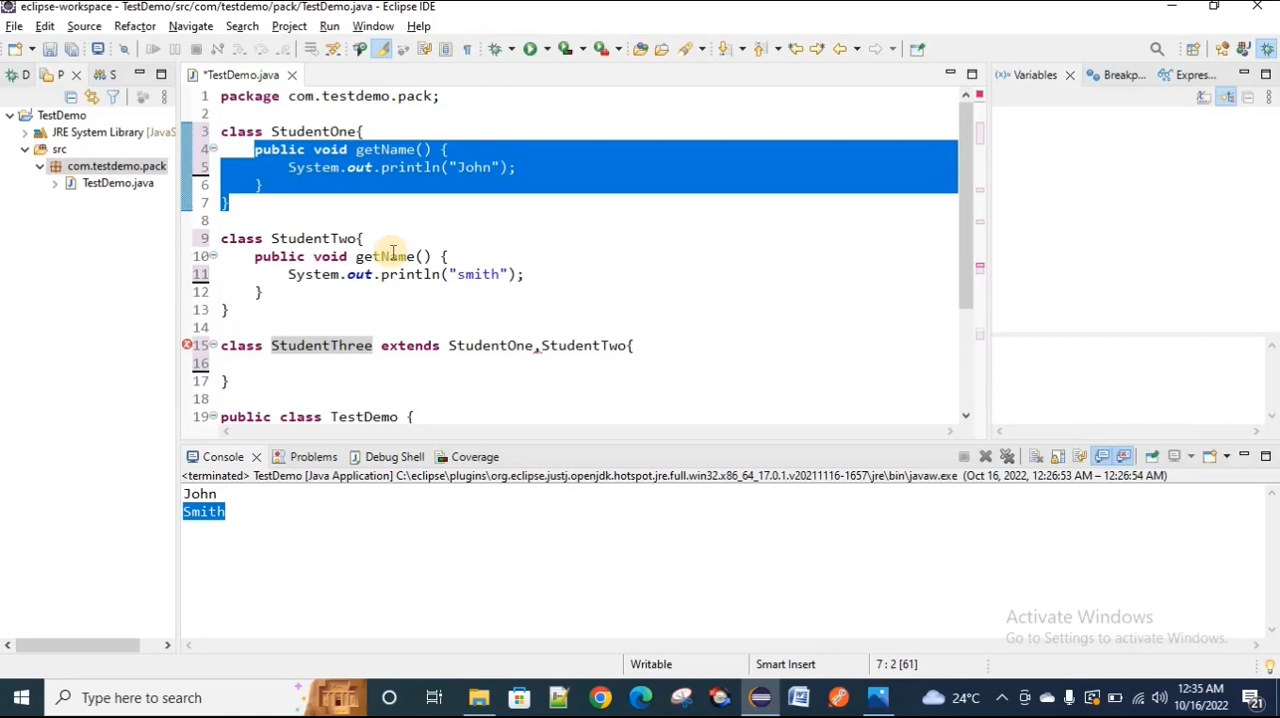 eclipse-workspace - TestDemo/src/com/testdemo/pack/TestDemo.java - Eclipse IDE
File Edit Source Refactor Navigate Search Project Run Window Help
D P S *TestDemo.java (x)= Variables Breakp... Expres...
TestDemo
JRE System Library [JavaS
src
com.testdemo.pack
TestDemo.java
1 package com.testdemo.pack;
2
3 class StudentOne{
4 public void getName() {
5 System.out.println("John");
6 }
7 }
8
9 class StudentTwo{
10 public void getName() {
11 System.out.println("smith");
12 }
13 }
14
15 class StudentThree extends StudentOne,StudentTwo{
16
17 }
18
19 public class TestDemo {
Console Problems Debug Shell Coverage
<terminated> TestDemo [Java Application] C:\eclipse\plugins\org.eclipse.justj.openjdk.hotspot.jre.full.win32.x86_64_17.0.1.v20211116-1657\jre\bin\javaw.exe (Oct 16, 2022, 12:26:53 AM – 12:26:54 AM)
John
Smith
Activate Windows
Go to Settings to activate Windows.
Writable Smart Insert 7 : 2 [61]
Type here to search 24°C 12:35 AM
10/16/2022 21